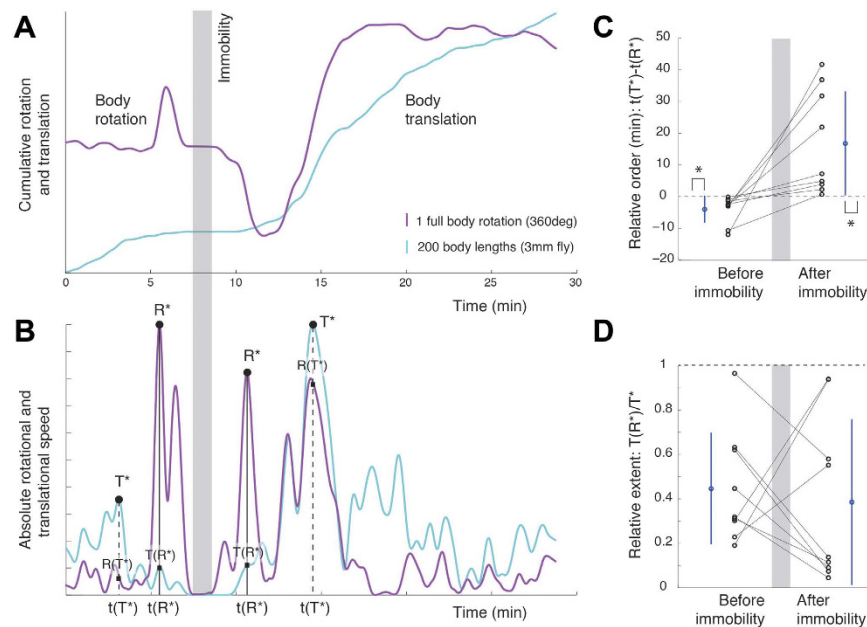 A
Cumulative rotation
and translation
Body
rotation
Immobility
Body
translation
1 full body rotation (360deg)
200 body lengths (3mm fly)
0
5
10
15
20
25
30
Time (min)
B
Absolute rotational and
translational speed
T*
R*
R*
T*
R(T*)
R(T*)
T(R*)
T(R*)
t(T*)
t(R*)
t(R*)
t(T*)
Time (min)
C
Relative order (min): t(T*)-t(R*)
50
40
30
20
10
0
−10
−20
*
*
Before
immobility
After
immobility
D
Relative extent: T(R*)/T*
1
0.8
0.6
0.4
0.2
0
Before
immobility
After
immobility